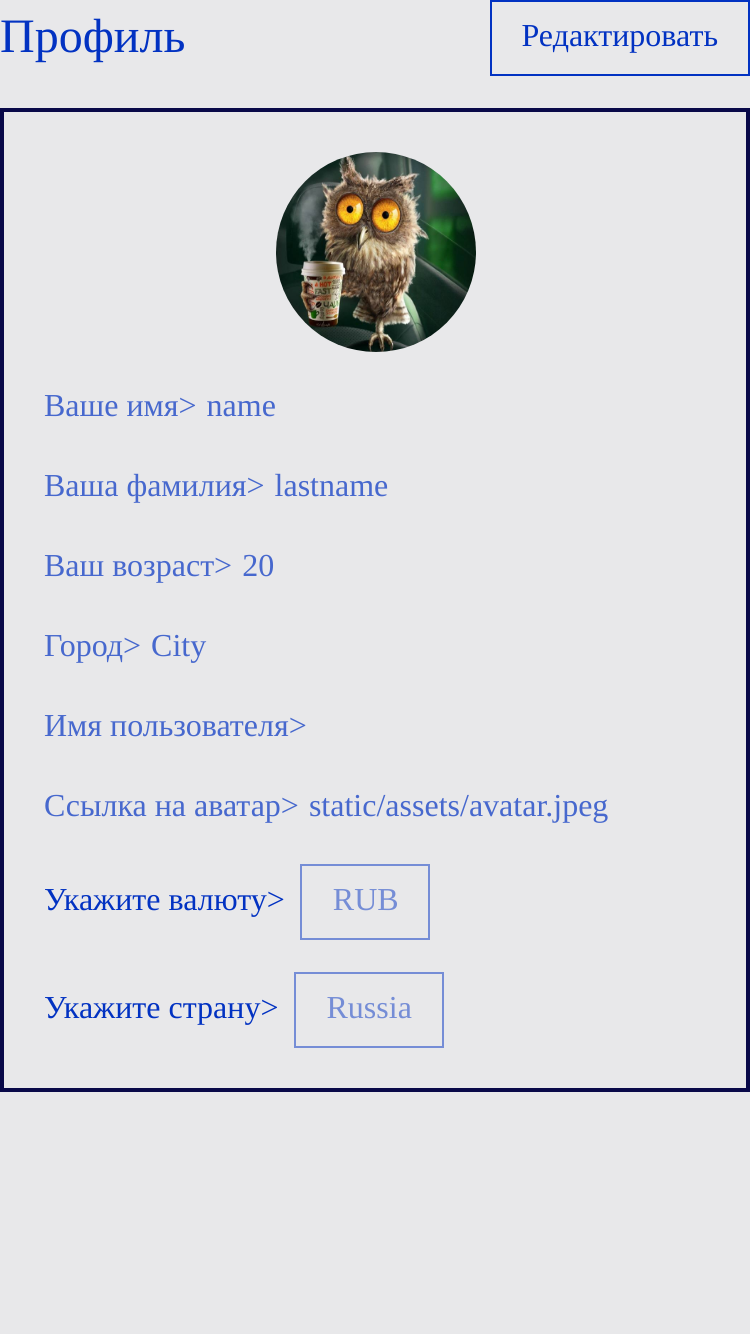 Профиль
Редактировать
Ваше имя> name
Ваша фамилия> lastname
Ваш возраст> 20
Город> City
Имя пользователя>
Ссылка на аватар> static/assets/avatar.jpeg
Укажите валюту> RUB
Укажите страну> Russia